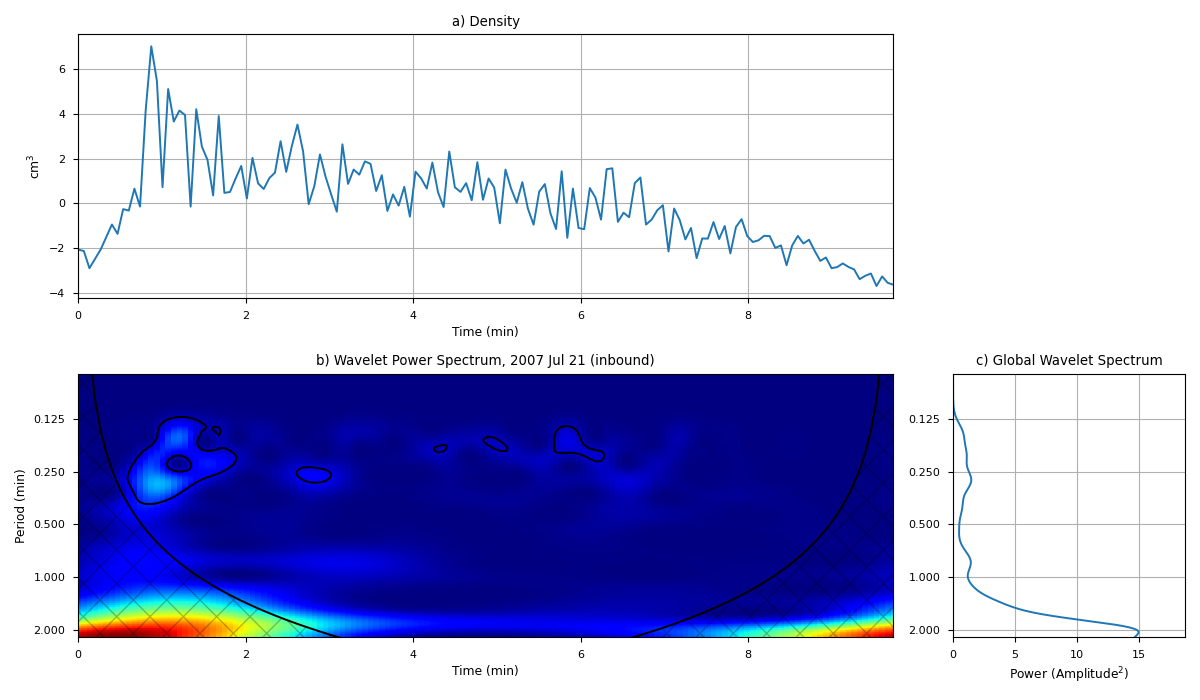 a) Density
6
4
2
0
−2
−4
cm³
0 2 4 6 8
Time (min)
b) Wavelet Power Spectrum, 2007 Jul 21 (inbound)
0.125
0.250
0.500
1.000
2.000
Period (min)
0 2 4 6 8
Time (min)
c) Global Wavelet Spectrum
0.125
0.250
0.500
1.000
2.000
0 5 10 15
Power (Amplitude²)